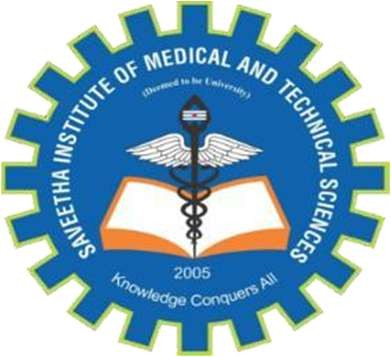 SAVEETHA INSTITUTE OF MEDICAL AND TECHNICAL SCIENCES
(Deemed to be University)
2005
Knowledge Conquers All